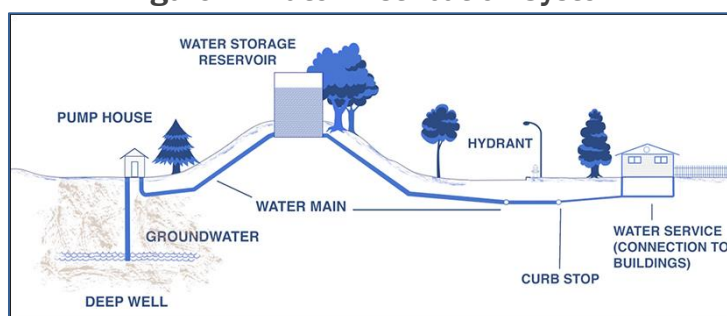 WATER STORAGE
RESERVOIR
PUMP HOUSE
HYDRANT
WATER MAIN
GROUNDWATER
WATER SERVICE
(CONNECTION TO
BUILDINGS)
CURB STOP
DEEP WELL